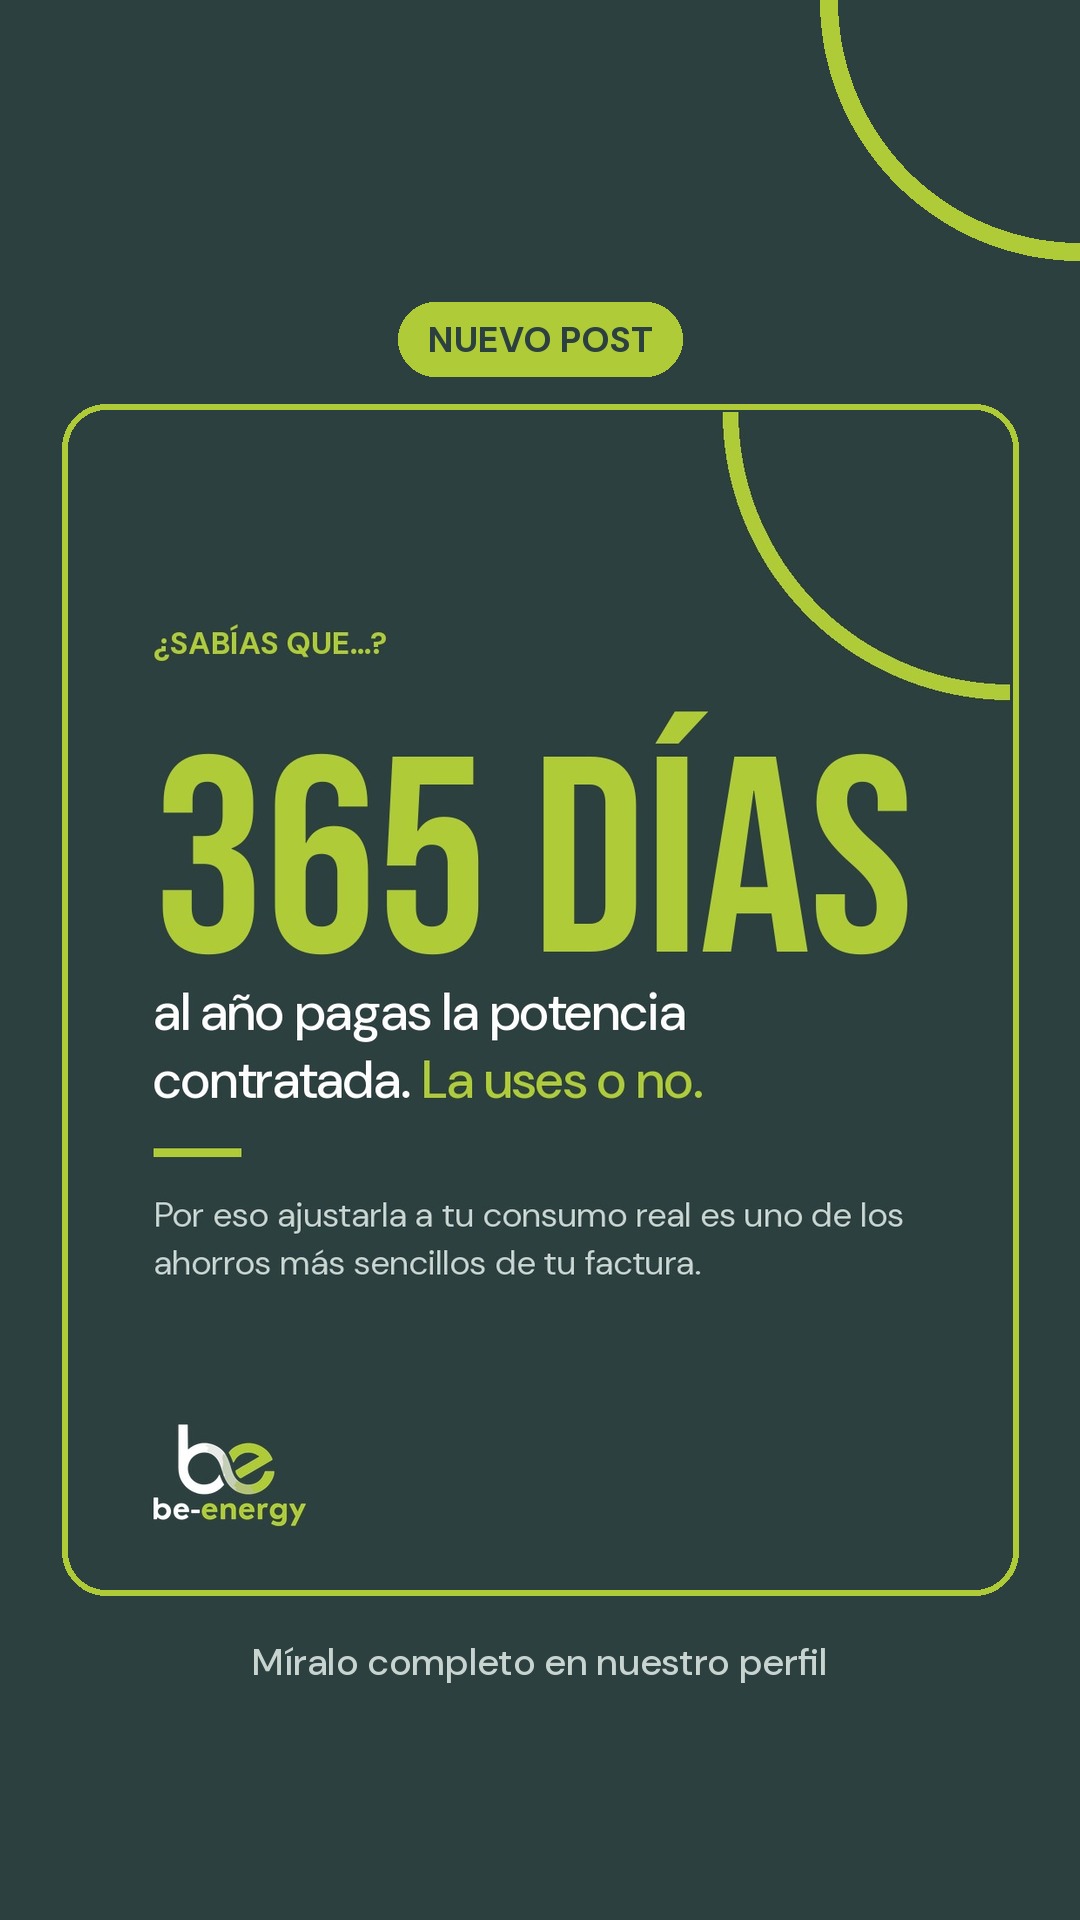 NUEVO POST
¿SABÍAS QUE...?
365 DÍAS
al año pagas la potencia
contratada. La uses o no.
Por eso ajustarla a tu consumo real es uno de los
ahorros más sencillos de tu factura.
be
be-energy
Míralo completo en nuestro perfil